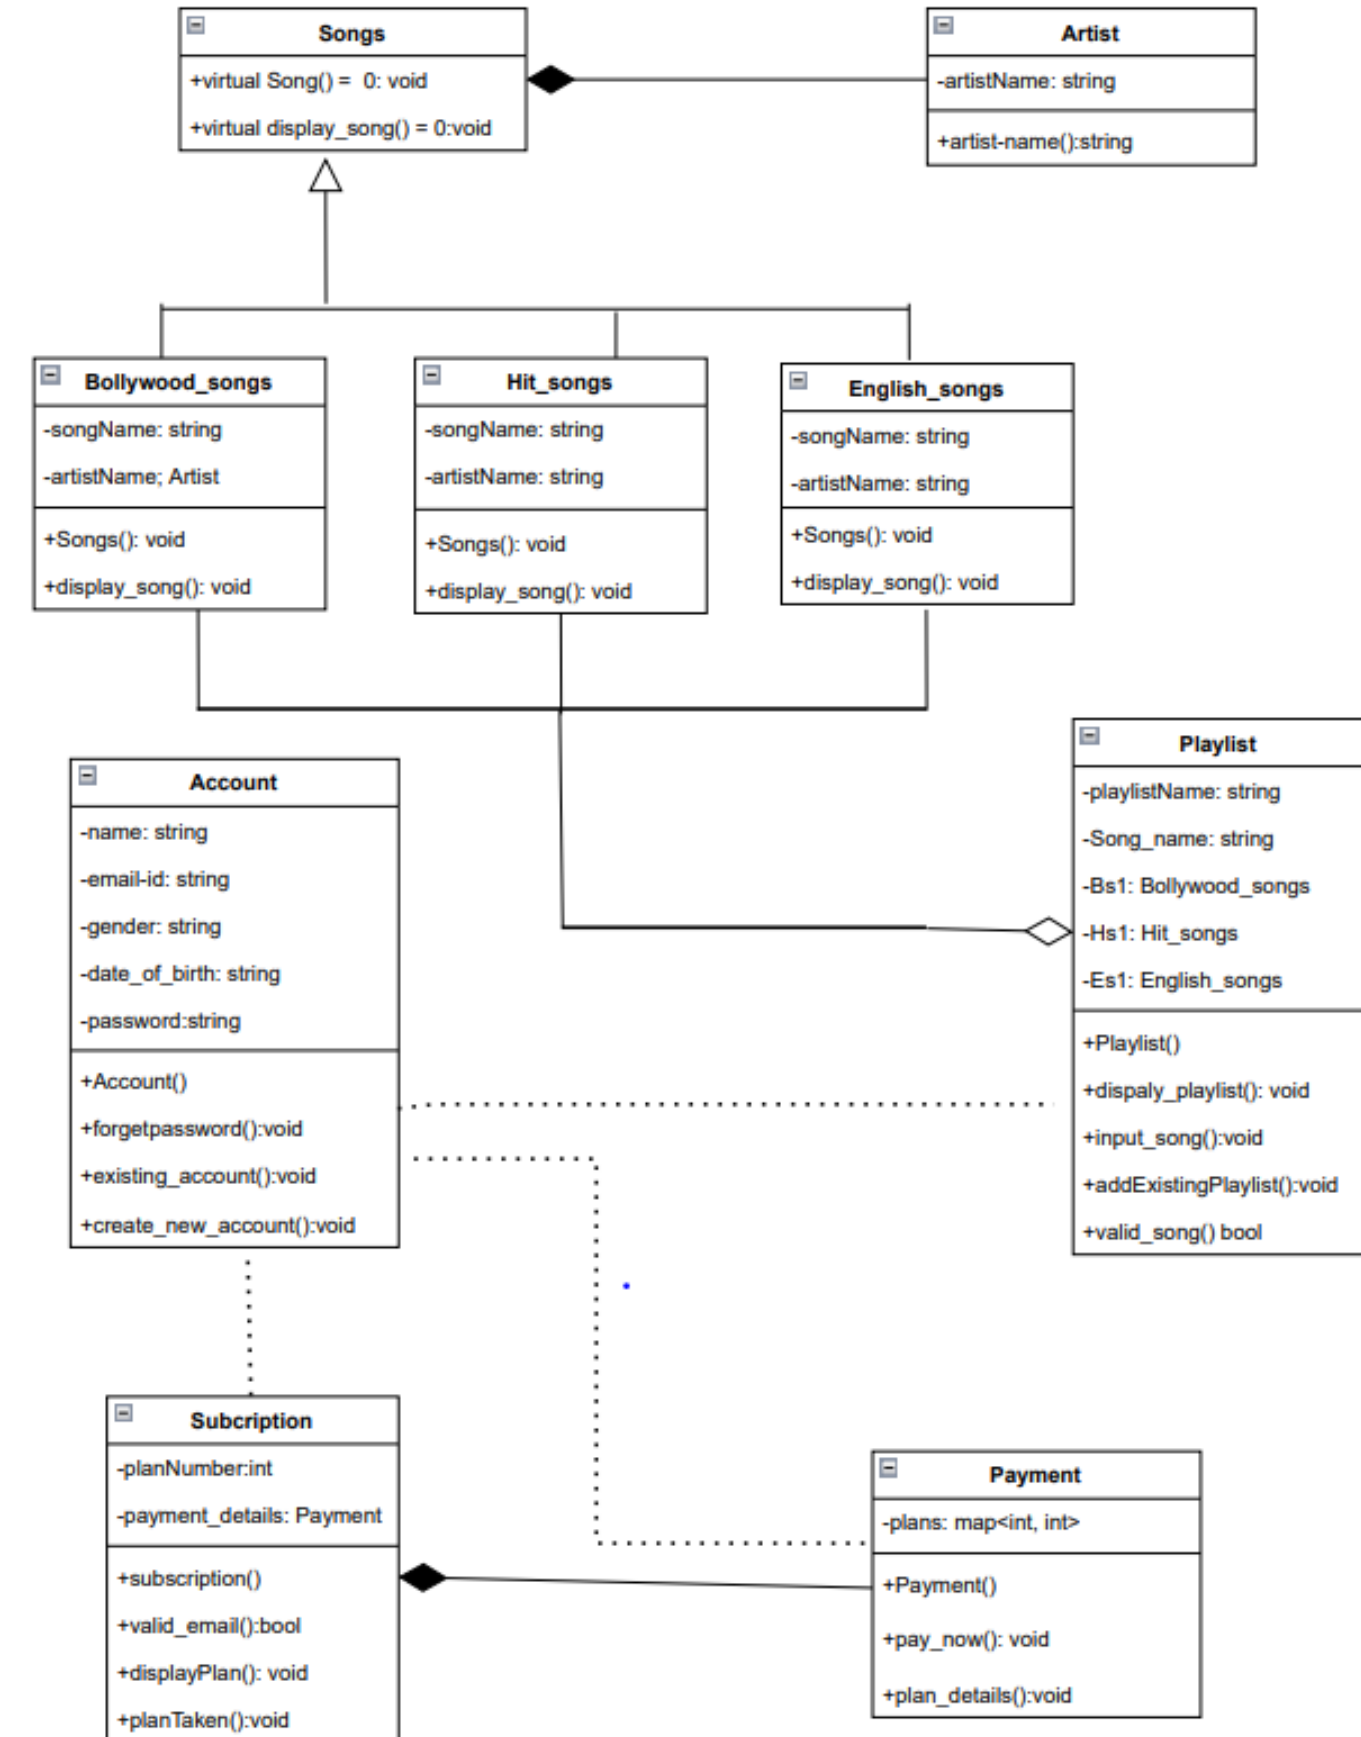 Songs
+virtual Song() = 0: void
+virtual display_song() = 0:void
Artist
-artistName: string
+artist-name():string
Bollywood_songs
-songName: string
-artistName; Artist
+Songs(): void
+display_song(): void
Hit_songs
-songName: string
-artistName: string
+Songs(): void
+display_song(): void
English_songs
-songName: string
-artistName: string
+Songs(): void
+display_song(): void
Playlist
-playlistName: string
-Song_name: string
-Bs1: Bollywood_songs
-Hs1: Hit_songs
-Es1: English_songs
+Playlist()
+dispaly_playlist(): void
+input_song():void
+addExistingPlaylist():void
+valid_song() bool
Account
-name: string
-email-id: string
-gender: string
-date_of_birth: string
-password:string
+Account()
+forgetpassword():void
+existing_account():void
+create_new_account():void
Subcription
-planNumber:int
-payment_details: Payment
+subscription()
+valid_email():bool
+displayPlan(): void
+planTaken():void
Payment
-plans: map<int, int>
+Payment()
+pay_now(): void
+plan_details():void